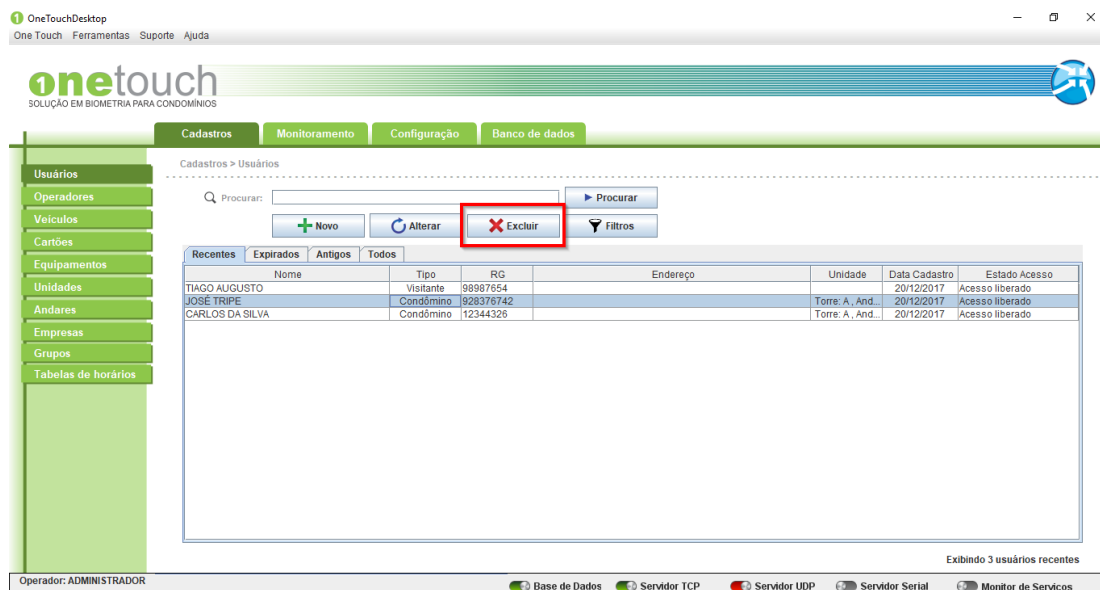 OneTouchDesktop
One Touch Ferramentas Suporte Ajuda
onetouch
SOLUÇÃO EM BIOMETRIA PARA CONDOMÍNIOS
Cadastros Monitoramento Configuração Banco de dados
Cadastros > Usuários
Usuários
Operadores
Veículos
Cartões
Equipamentos
Unidades
Andares
Empresas
Grupos
Tabelas de horários
Procurar: Procurar
Novo Alterar Excluir Filtros
Recentes Expirados Antigos Todos
Nome Tipo RG Endereço Unidade Data Cadastro Estado Acesso
TIAGO AUGUSTO Visitante 98987654 20/12/2017 Acesso liberado
JOSÉ TRIPE Condômino 928376742 Torre: A , And... 20/12/2017 Acesso liberado
CARLOS DA SILVA Condômino 12344326 Torre: A , And... 20/12/2017 Acesso liberado
Exibindo 3 usuários recentes
Operador: ADMINISTRADOR Base de Dados Servidor TCP Servidor UDP Servidor Serial Monitor de Serviços